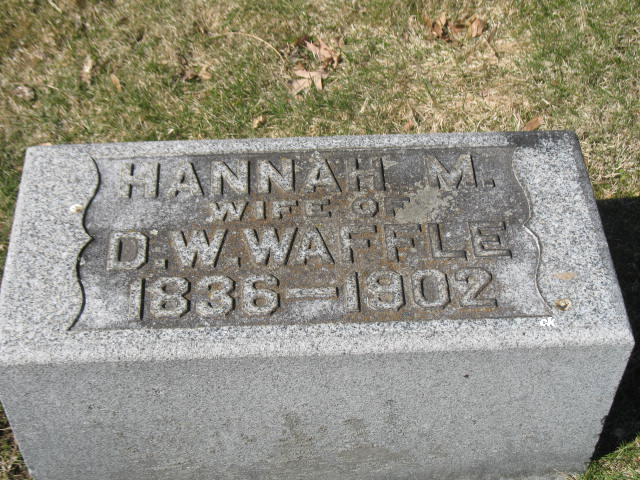 HANNAH M.
WIFE OF
D.W.WAFFLE
1836–1902